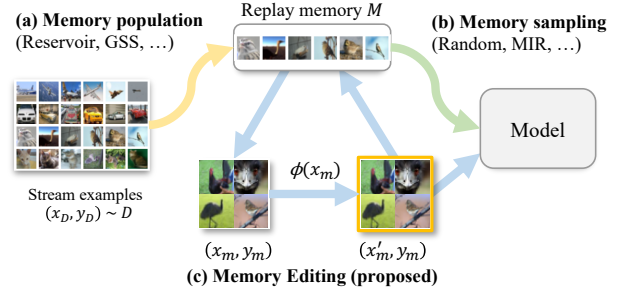 (a) Memory population
(Reservoir, GSS, …)
Replay memory M
(b) Memory sampling
(Random, MIR, …)
Model
Stream examples
(x_D, y_D) ~ D
ϕ(x_m)
(x_m, y_m)
(x′_m, y_m)
(c) Memory Editing (proposed)